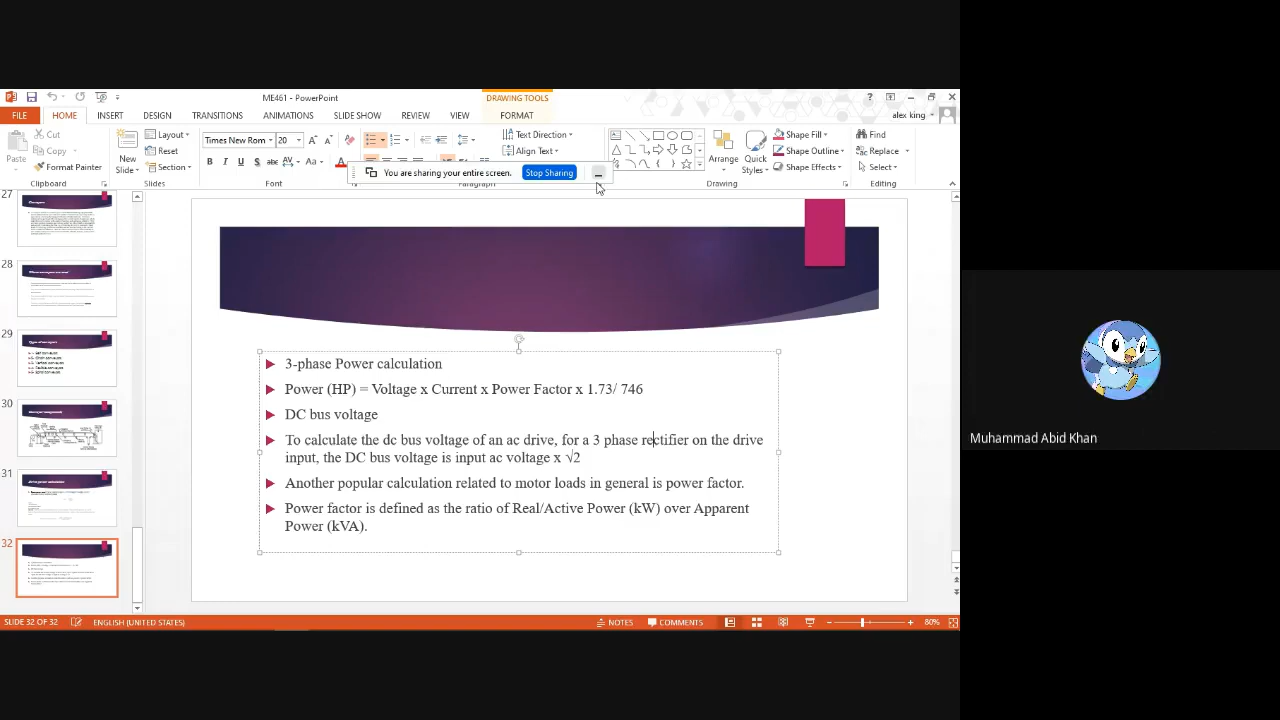 ME461 - PowerPoint
DRAWING TOOLS
FILE HOME INSERT DESIGN TRANSITIONS ANIMATIONS SLIDE SHOW REVIEW VIEW FORMAT alex king
Paste
Cut
Copy
Format Painter
Clipboard
New Slide
Layout
Reset
Section
Slides
Times New Rom 20
Font
Text Direction
Align Text
Paragraph
You are sharing your entire screen. Stop Sharing
Arrange
Quick Styles
Shape Fill
Shape Outline
Shape Effects
Drawing
Find
Replace
Select
Editing
27
28
29
30
31
32
3-phase Power calculation
Power (HP) = Voltage x Current x Power Factor x 1.73/ 746
DC bus voltage
To calculate the dc bus voltage of an ac drive, for a 3 phase rectifier on the drive
input, the DC bus voltage is input ac voltage x √2
Another popular calculation related to motor loads in general is power factor.
Power factor is defined as the ratio of Real/Active Power (kW) over Apparent
Power (kVA).
Muhammad Abid Khan
SLIDE 32 OF 32 ENGLISH (UNITED STATES) NOTES COMMENTS 80%